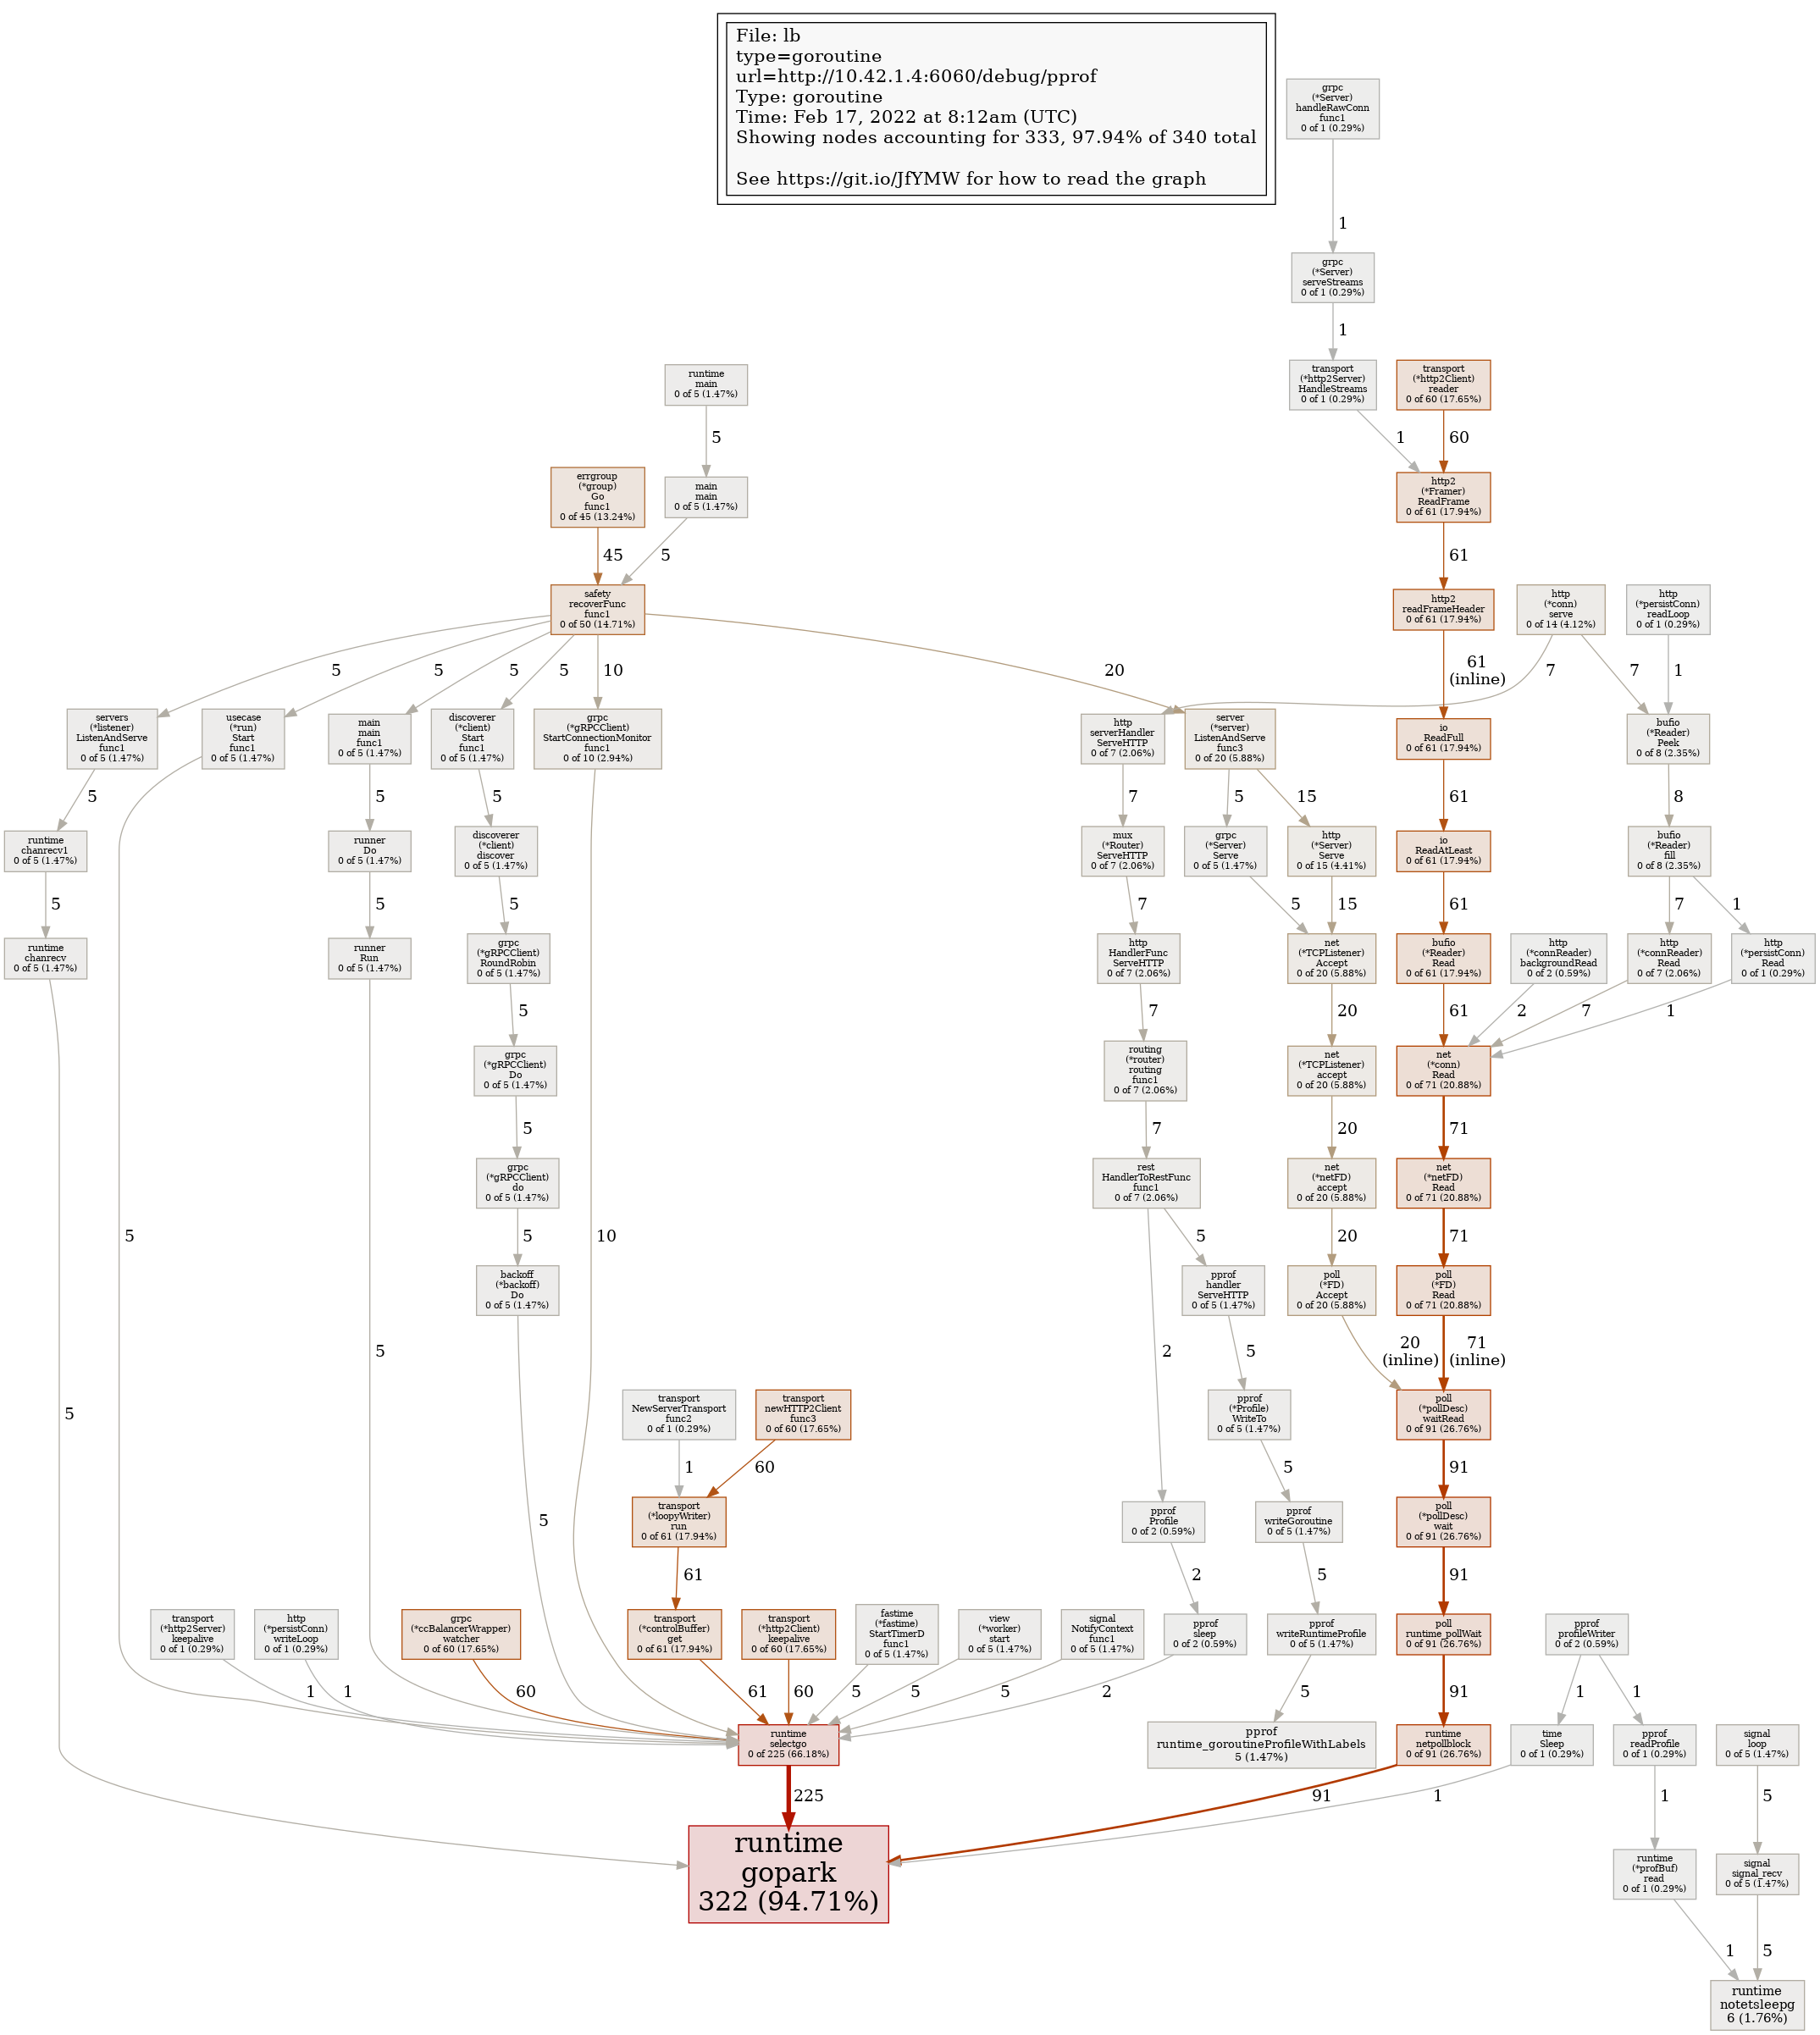 File: lb
type=goroutine
url=http://10.42.1.4:6060/debug/pprof
Type: goroutine
Time: Feb 17, 2022 at 8:12am (UTC)
Showing nodes accounting for 333, 97.94% of 340 total
See https://git.io/JfYMW for how to read the graph
grpc
(*Server)
handleRawConn
func1
0 of 1 (0.29%)
1
grpc
(*Server)
serveStreams
0 of 1 (0.29%)
1
runtime
main
0 of 5 (1.47%)
transport
(*http2Server)
HandleStreams
0 of 1 (0.29%)
transport
(*http2Client)
reader
0 of 60 (17.65%)
5
1
60
errgroup
(*group)
Go
func1
0 of 45 (13.24%)
main
main
0 of 5 (1.47%)
http2
(*Framer)
ReadFrame
0 of 61 (17.94%)
45
5
61
safety
recoverFunc
func1
0 of 50 (14.71%)
http2
readFrameHeader
0 of 61 (17.94%)
http
(*conn)
serve
0 of 14 (4.12%)
http
(*persistConn)
readLoop
0 of 1 (0.29%)
5
5
5
5
10
20
61
(inline)
7
7
1
servers
(*listener)
ListenAndServe
func1
0 of 5 (1.47%)
usecase
(*run)
Start
func1
0 of 5 (1.47%)
main
main
func1
0 of 5 (1.47%)
discoverer
(*client)
Start
func1
0 of 5 (1.47%)
grpc
(*gRPCClient)
StartConnectionMonitor
func1
0 of 10 (2.94%)
http
serverHandler
ServeHTTP
0 of 7 (2.06%)
server
(*server)
ListenAndServe
func3
0 of 20 (5.88%)
io
ReadFull
0 of 61 (17.94%)
bufio
(*Reader)
Peek
0 of 8 (2.35%)
5
5
5
7
5
15
61
8
runtime
chanrecv1
0 of 5 (1.47%)
runner
Do
0 of 5 (1.47%)
discoverer
(*client)
discover
0 of 5 (1.47%)
mux
(*Router)
ServeHTTP
0 of 7 (2.06%)
grpc
(*Server)
Serve
0 of 5 (1.47%)
http
(*Server)
Serve
0 of 15 (4.41%)
io
ReadAtLeast
0 of 61 (17.94%)
bufio
(*Reader)
fill
0 of 8 (2.35%)
5
5
5
7
5
15
61
7
1
runtime
chanrecv
0 of 5 (1.47%)
runner
Run
0 of 5 (1.47%)
grpc
(*gRPCClient)
RoundRobin
0 of 5 (1.47%)
http
HandlerFunc
ServeHTTP
0 of 7 (2.06%)
net
(*TCPListener)
Accept
0 of 20 (5.88%)
bufio
(*Reader)
Read
0 of 61 (17.94%)
http
(*connReader)
backgroundRead
0 of 2 (0.59%)
http
(*connReader)
Read
0 of 7 (2.06%)
http
(*persistConn)
Read
0 of 1 (0.29%)
5
7
20
61
2
7
1
grpc
(*gRPCClient)
Do
0 of 5 (1.47%)
routing
(*router)
routing
func1
0 of 7 (2.06%)
net
(*TCPListener)
accept
0 of 20 (5.88%)
net
(*conn)
Read
0 of 71 (20.88%)
5
7
20
71
grpc
(*gRPCClient)
do
0 of 5 (1.47%)
rest
HandlerToRestFunc
func1
0 of 7 (2.06%)
net
(*netFD)
accept
0 of 20 (5.88%)
net
(*netFD)
Read
0 of 71 (20.88%)
5
5
10
5
20
71
backoff
(*backoff)
Do
0 of 5 (1.47%)
pprof
handler
ServeHTTP
0 of 5 (1.47%)
poll
(*FD)
Accept
0 of 20 (5.88%)
poll
(*FD)
Read
0 of 71 (20.88%)
5
2
5
20
(inline)
71
(inline)
5
transport
NewServerTransport
func2
0 of 1 (0.29%)
transport
newHTTP2Client
func3
0 of 60 (17.65%)
pprof
(*Profile)
WriteTo
0 of 5 (1.47%)
poll
(*pollDesc)
waitRead
0 of 91 (26.76%)
1
60
5
91
5
transport
(*loopyWriter)
run
0 of 61 (17.94%)
pprof
Profile
0 of 2 (0.59%)
pprof
writeGoroutine
0 of 5 (1.47%)
poll
(*pollDesc)
wait
0 of 91 (26.76%)
61
2
5
91
transport
(*http2Server)
keepalive
0 of 1 (0.29%)
http
(*persistConn)
writeLoop
0 of 1 (0.29%)
grpc
(*ccBalancerWrapper)
watcher
0 of 60 (17.65%)
transport
(*controlBuffer)
get
0 of 61 (17.94%)
transport
(*http2Client)
keepalive
0 of 60 (17.65%)
fastime
(*fastime)
StartTimerD
func1
0 of 5 (1.47%)
view
(*worker)
start
0 of 5 (1.47%)
signal
NotifyContext
func1
0 of 5 (1.47%)
pprof
sleep
0 of 2 (0.59%)
pprof
writeRuntimeProfile
0 of 5 (1.47%)
poll
runtime_pollWait
0 of 91 (26.76%)
pprof
profileWriter
0 of 2 (0.59%)
1
1
60
61
60
5
5
5
2
5
91
1
1
runtime
selectgo
0 of 225 (66.18%)
pprof
runtime_goroutineProfileWithLabels
5 (1.47%)
runtime
netpollblock
0 of 91 (26.76%)
time
Sleep
0 of 1 (0.29%)
pprof
readProfile
0 of 1 (0.29%)
signal
loop
0 of 5 (1.47%)
225
91
1
1
5
runtime
gopark
322 (94.71%)
runtime
(*profBuf)
read
0 of 1 (0.29%)
signal
signal_recv
0 of 5 (1.47%)
1
5
runtime
notetsleepg
6 (1.76%)